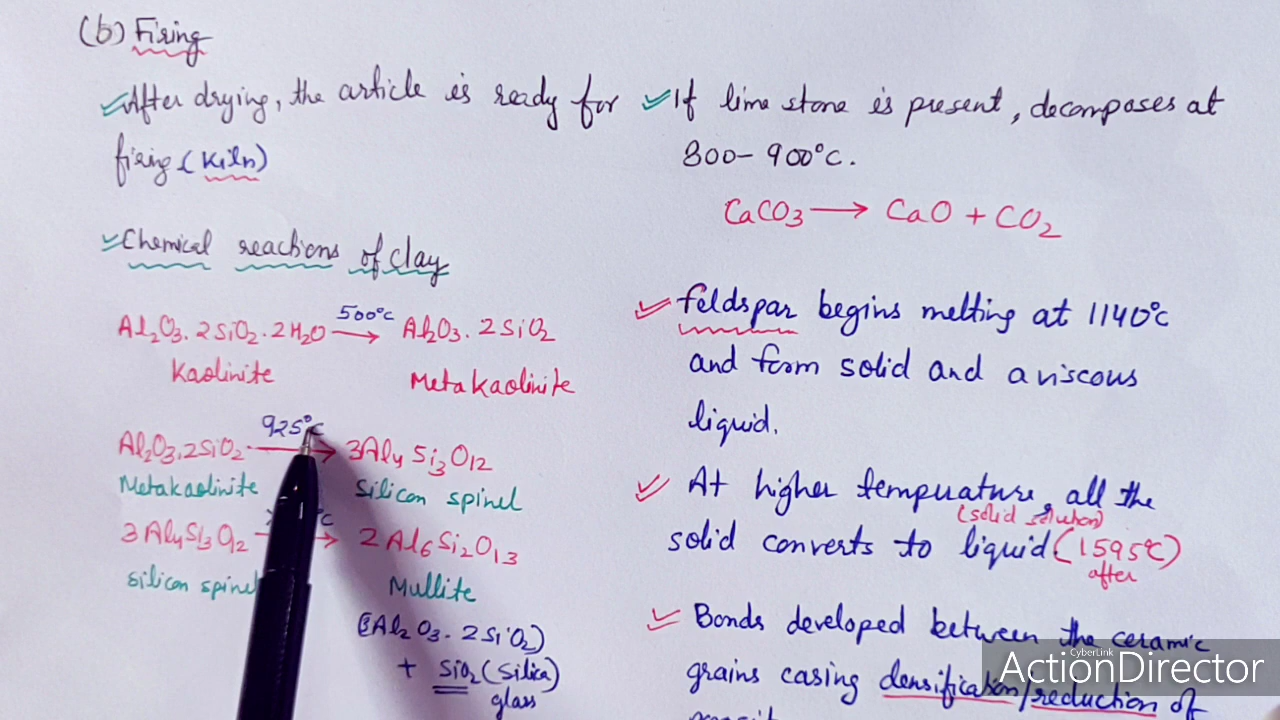 (b) Firing
After drying, the article is ready for
firing (Kiln)
Chemical reactions of clay
500°C
Al2O3. 2SiO2. 2H2O → Al2O3. 2SiO2
Kaolinite
Metakaolinite
925°C
Al2O3.2SiO2 → 3Al4 Si3O12
Metakaolinite
Silicon spinel
°C
3Al4Si3O12 → 2Al6Si2O13
Silicon spinel
Mullite
(3Al2O3. 2SiO2)
+ SiO2 (Silica)
glass
If lime stone is present, decomposes at
800-900°C.
CaCO3 → CaO + CO2
feldspar begins melting at 1140°C
and form solid and a viscous
liquid.
At higher temperature, all the
(solid solution)
solid converts to liquid. (1595°C)
after
Bonds developed between the ceramic
grains casing densification/reduction of
CyberLink
ActionDirector